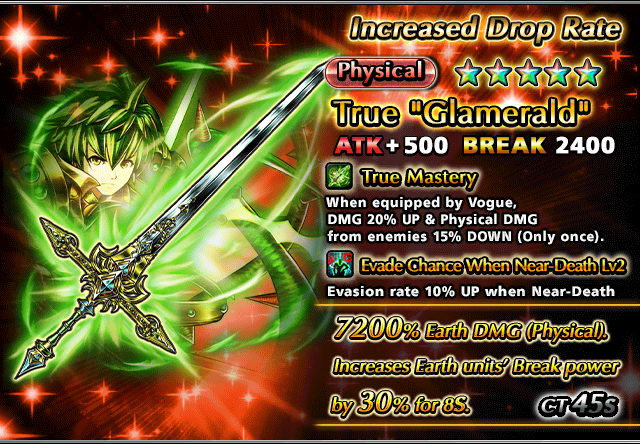 Increased Drop Rate
Physical
True "Glamerald"
ATK+500 BREAK 2400
True Mastery
When equipped by Vogue,
DMG 20% UP & Physical DMG
from enemies 15% DOWN (Only once).
Evade Chance When Near-Death Lv2
Evasion rate 10% UP when Near-Death
7200% Earth DMG (Physical).
Increases Earth units' Break power
by 30% for 8S.
CT 45s